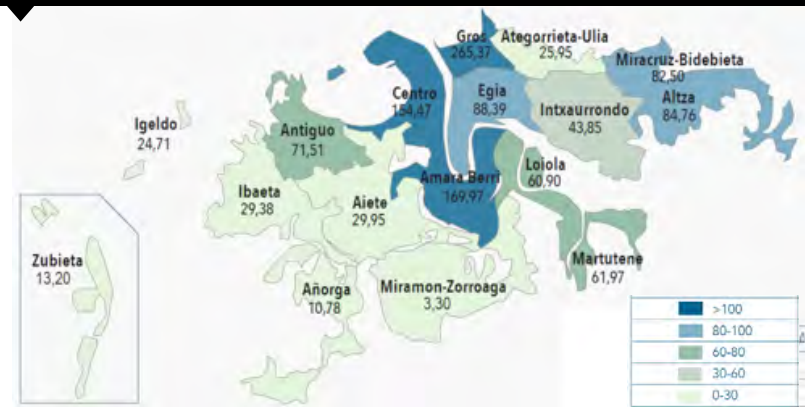 Gros
265,37
Ategorrieta-Ulia
25,95
Miracruz-Bidebieta
82,50
Centro
154,47
Egia
88,39
Altza
84,76
Intxaurrondo
43,85
Igeldo
24,71
Antiguo
71,51
Loiola
60,90
Amara Berri
169,97
Ibaeta
29,38
Aiete
29,95
Zubieta
13,20
Martutene
61,97
Añorga
10,78
Miramon-Zorroaga
3,30
>100
80-100
60-80
30-60
0-30